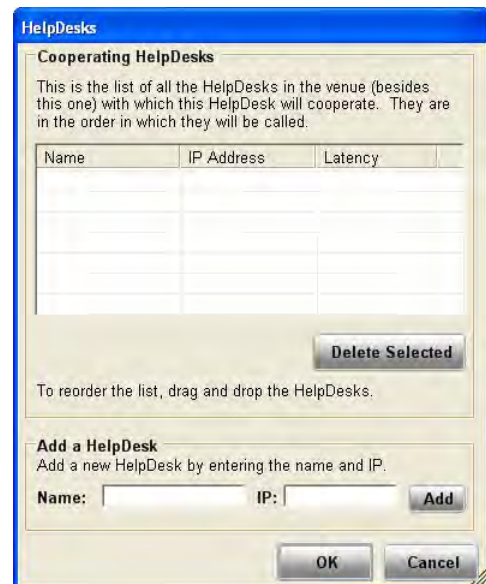 HelpDesks
Cooperating HelpDesks
This is the list of all the HelpDesks in the venue (besides
this one) with which this HelpDesk will cooperate. They are
in the order in which they will be called.
Name IP Address Latency
Delete Selected
To reorder the list, drag and drop the HelpDesks.
Add a HelpDesk
Add a new HelpDesk by entering the name and IP.
Name: IP: Add
OK Cancel